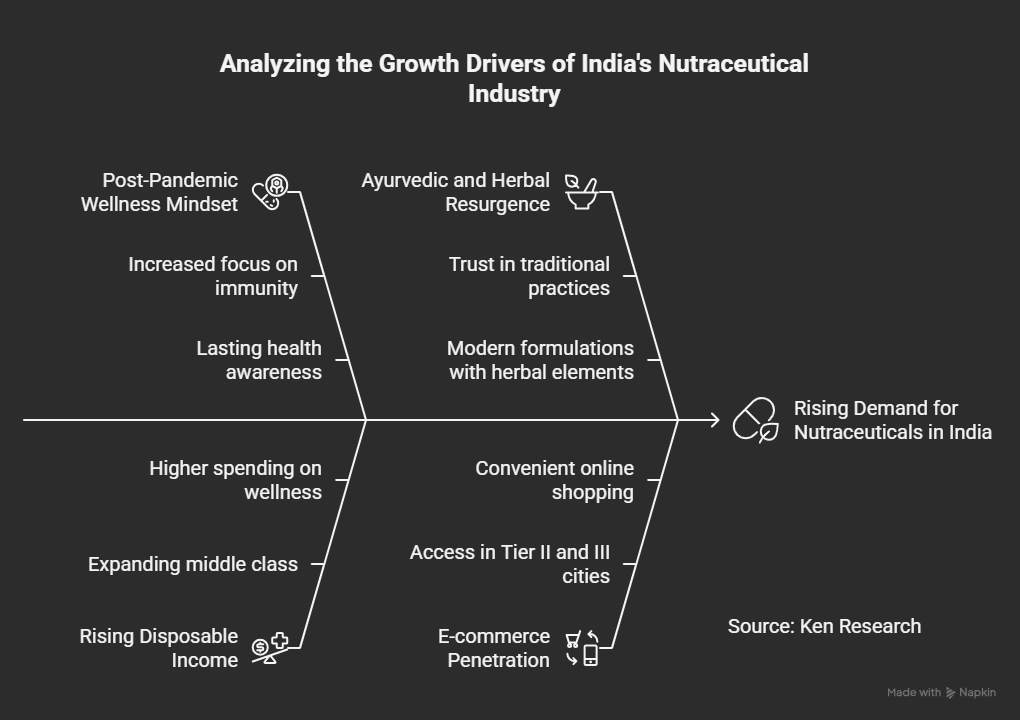 Analyzing the Growth Drivers of India's Nutraceutical
Industry
Post-Pandemic
Wellness Mindset
Increased focus on
immunity
Lasting health
awareness
Ayurvedic and Herbal
Resurgence
Trust in traditional
practices
Modern formulations
with herbal elements
Rising Demand for
Nutraceuticals in India
Higher spending on
wellness
Expanding middle class
Rising Disposable
Income
Convenient online
shopping
Access in Tier II and III
cities
E-commerce
Penetration
Source: Ken Research
Made with Napkin